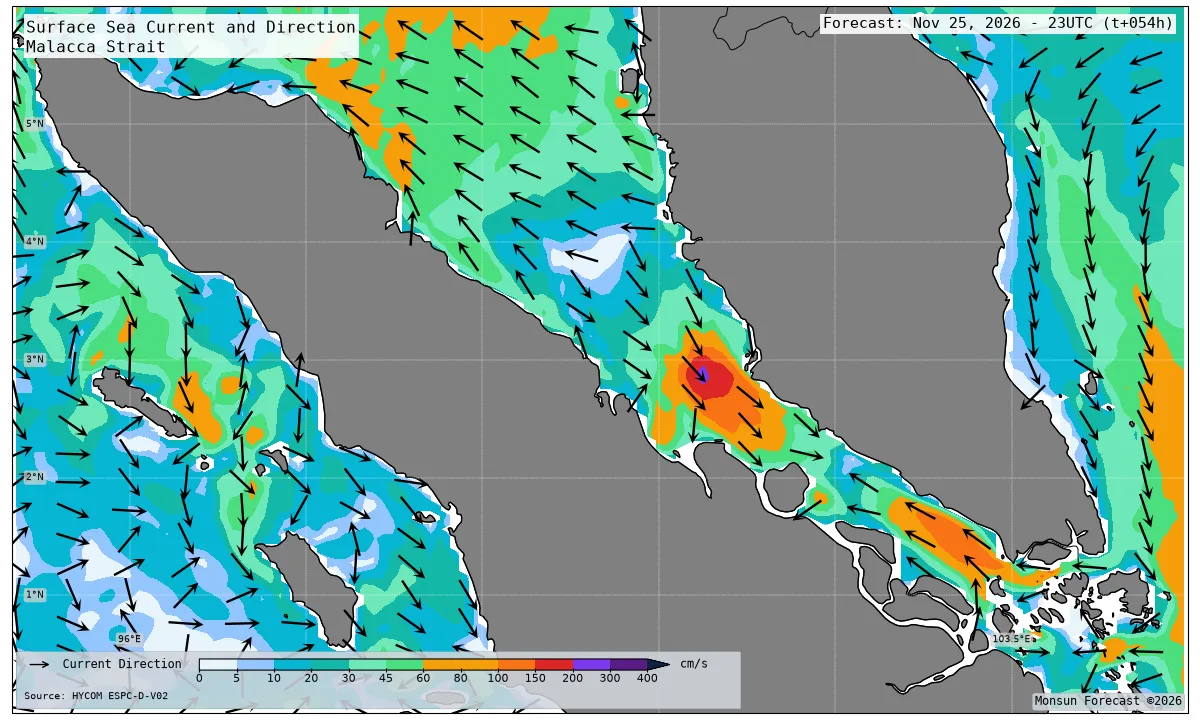 Surface Sea Current and Direction
Malacca Strait
Forecast: Nov 25, 2026 - 23UTC (t+054h)
5°N
4°N
3°N
2°N
1°N
96°E
103.5°E
Current Direction
0 5 10 20 30 45 60 80 100 150 200 300 400
cm/s
Source: HYCOM ESPC-D-V02
Monsun Forecast ©2026